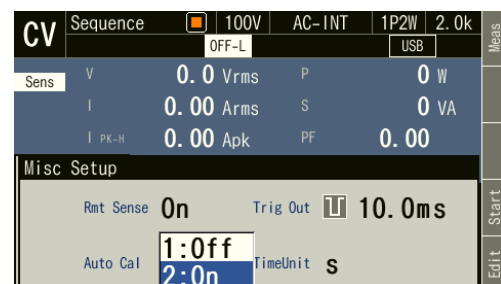 CV Sequence 100V AC-INT 1P2W 2.0k
OFF-L USB
Meas
Sens
V 0.0 Vrms P 0 W
I 0.00 Arms S 0 VA
I PK-H 0.00 Apk PF 0.00
Misc Setup
Rmt Sense On Trig Out 10.0ms
Start
Auto Cal 1:Off TimeUnit s
2:On
Edit